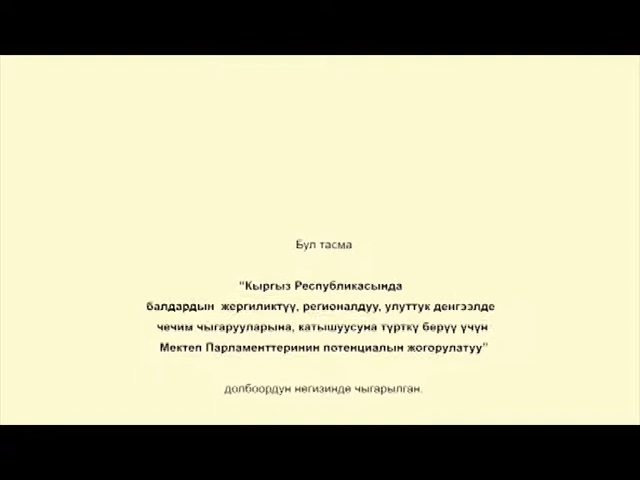 Бул тасма
"Кыргыз Республикасында
балдардын жергиликтүү, регионалдуу, улуттук денгээлде
чечим чыгарууларына, катышуусуна түрткү берүү үчүн
Мектеп Парламенттеринин потенциалын жогорулатуу"
долбоордун негизинде чыгарылган.